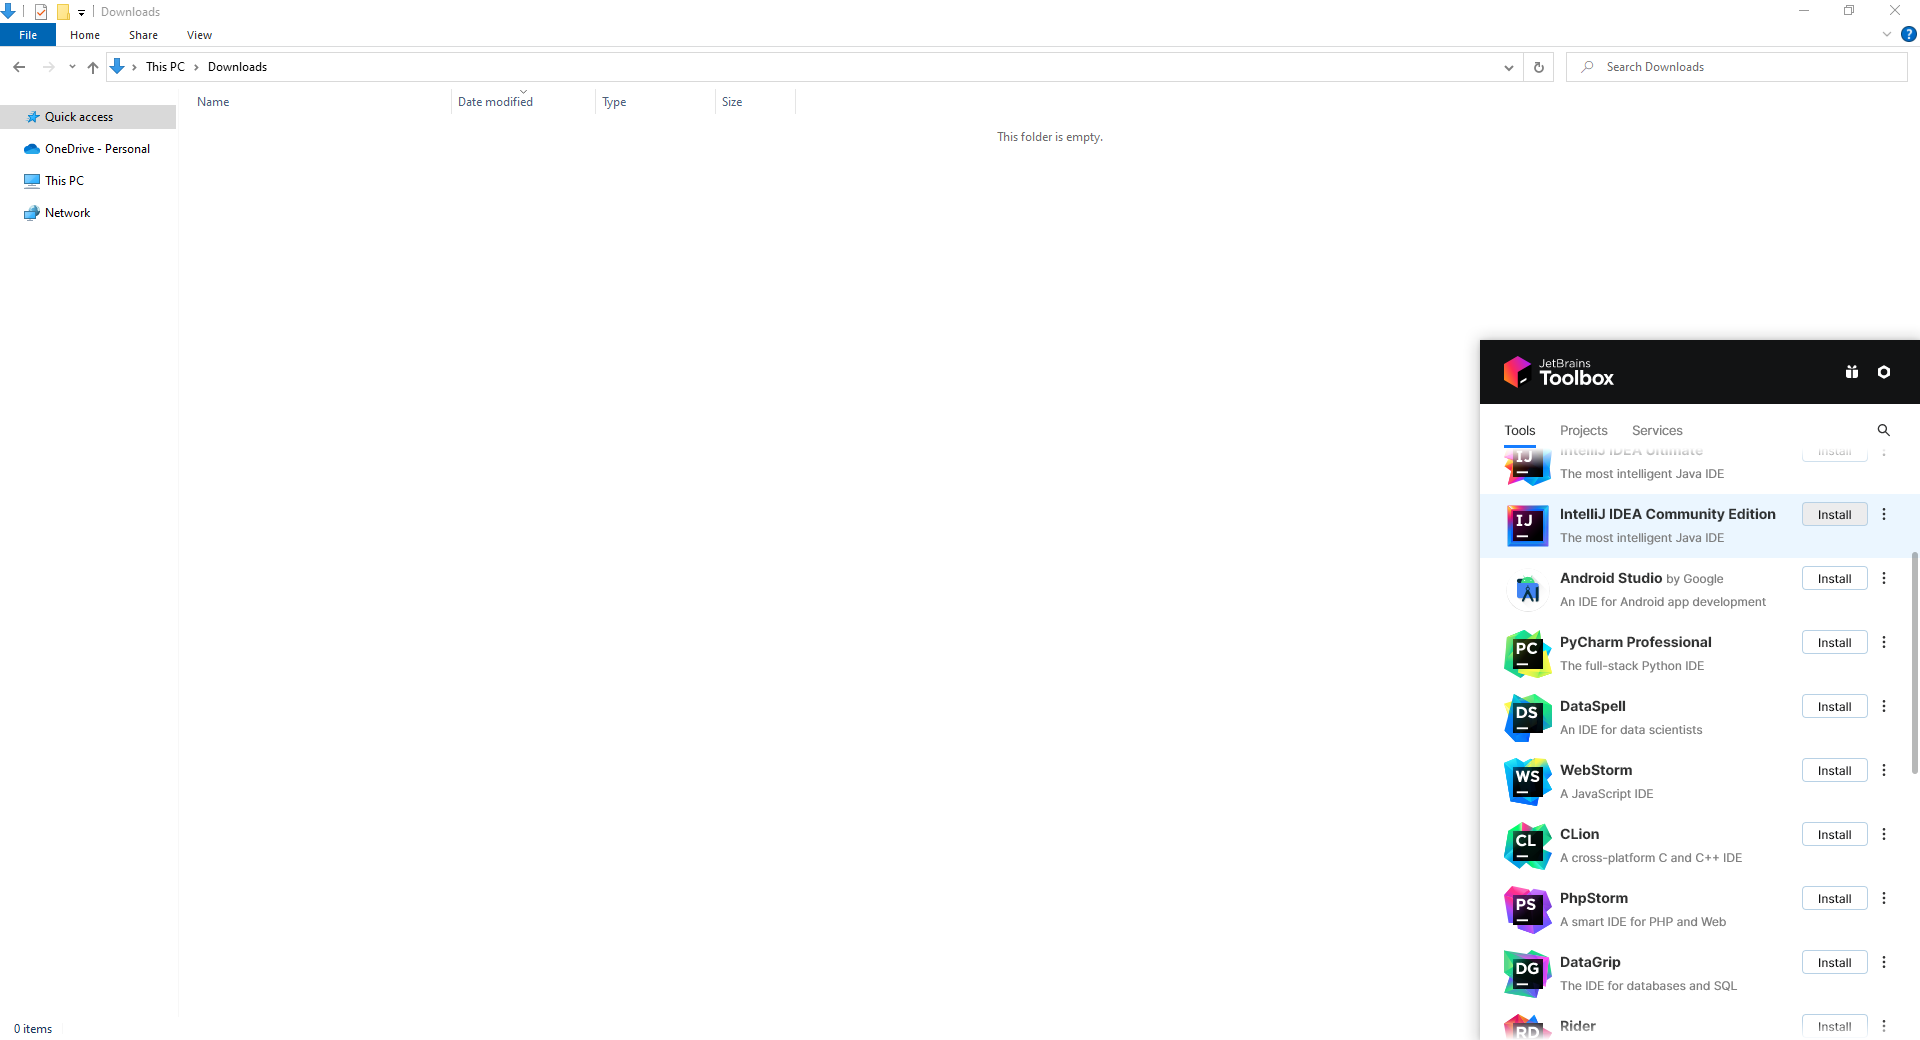 Downloads
File Home Share View
This PC Downloads
Search Downloads
Name Date modified Type Size
This folder is empty.
Quick access
OneDrive - Personal
This PC
Network
0 items
JetBrains
Toolbox
Tools Projects Services
IntelliJ IDEA Ultimate Install
The most intelligent Java IDE
IJ
IntelliJ IDEA Community Edition Install
The most intelligent Java IDE
IJ
Android Studio by Google Install
An IDE for Android app development
PyCharm Professional Install
The full-stack Python IDE
PC
DataSpell Install
An IDE for data scientists
DS
WebStorm Install
A JavaScript IDE
WS
CLion Install
A cross-platform C and C++ IDE
CL
PhpStorm Install
A smart IDE for PHP and Web
PS
DataGrip Install
The IDE for databases and SQL
DG
Rider Install
RD